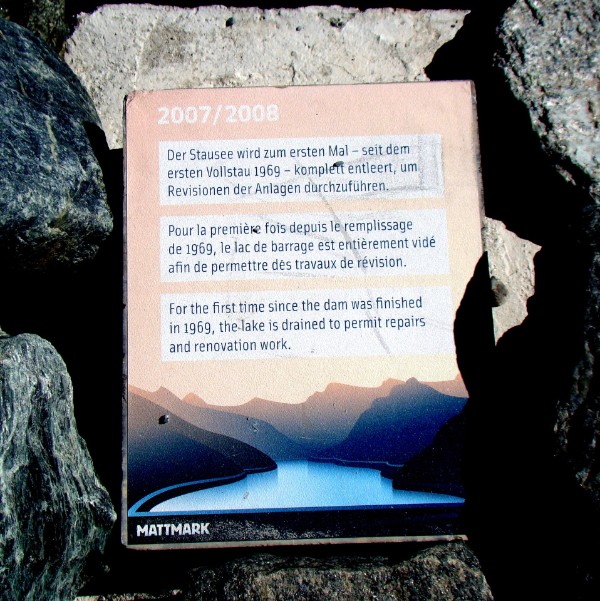 2007/2008
Der Stausee wird zum ersten Mal – seit dem
ersten Vollstau 1969 – komplett entleert, um
Revisionen der Anlagen durchzuführen.
Pour la première fois depuis le remplissage
de 1969, le lac de barrage est entièrement vidé
afin de permettre des travaux de révision.
For the first time since the dam was finished
in 1969, the lake is drained to permit repairs
and renovation work.
MATTMARK